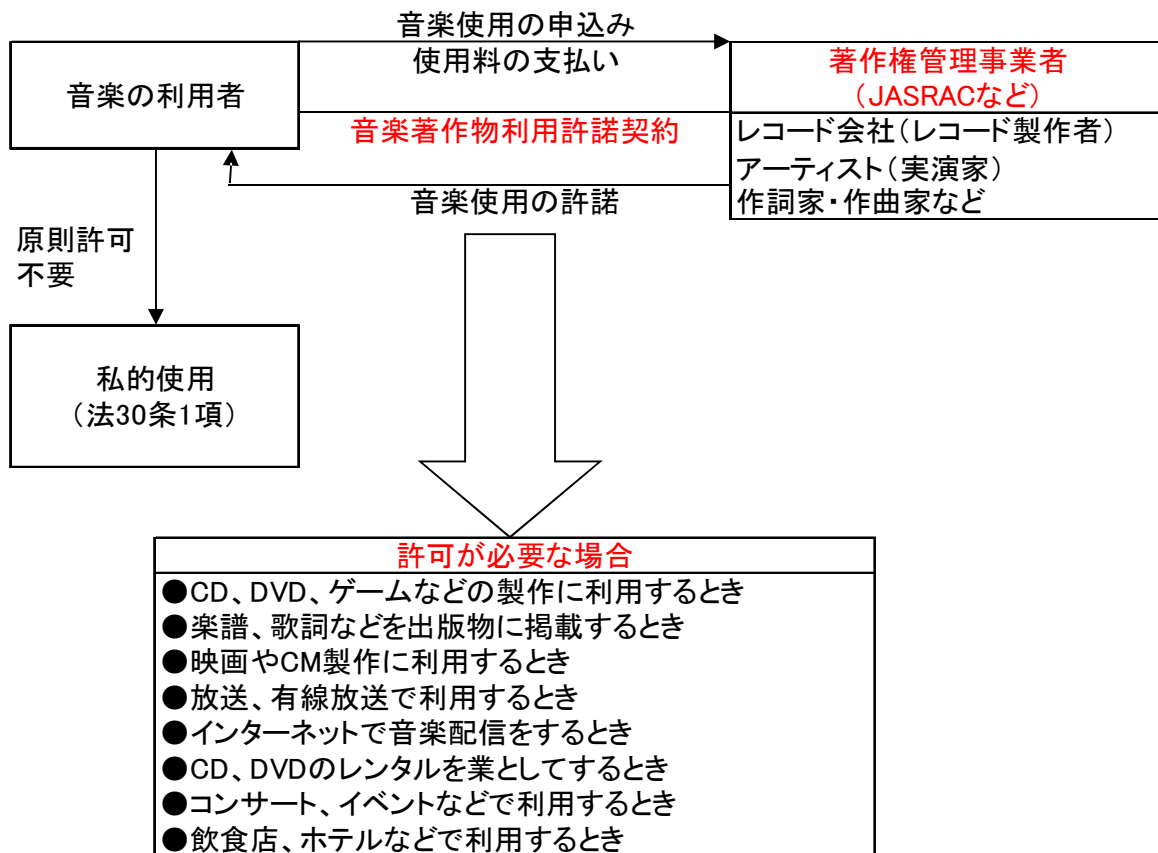 音楽使用の申込み
使用料の支払い
音楽の利用者
著作権管理事業者
（JASRACなど）
音楽著作物利用許諾契約
レコード会社（レコード製作者）
アーティスト（実演家）
作詞家・作曲家など
音楽使用の許諾
原則許可
不要
私的使用
（法30条1項）
許可が必要な場合
●CD、DVD、ゲームなどの製作に利用するとき
●楽譜、歌詞などを出版物に掲載するとき
●映画やCM製作に利用するとき
●放送、有線放送で利用するとき
●インターネットで音楽配信をするとき
●CD、DVDのレンタルを業としてするとき
●コンサート、イベントなどで利用するとき
●飲食店、ホテルなどで利用するとき